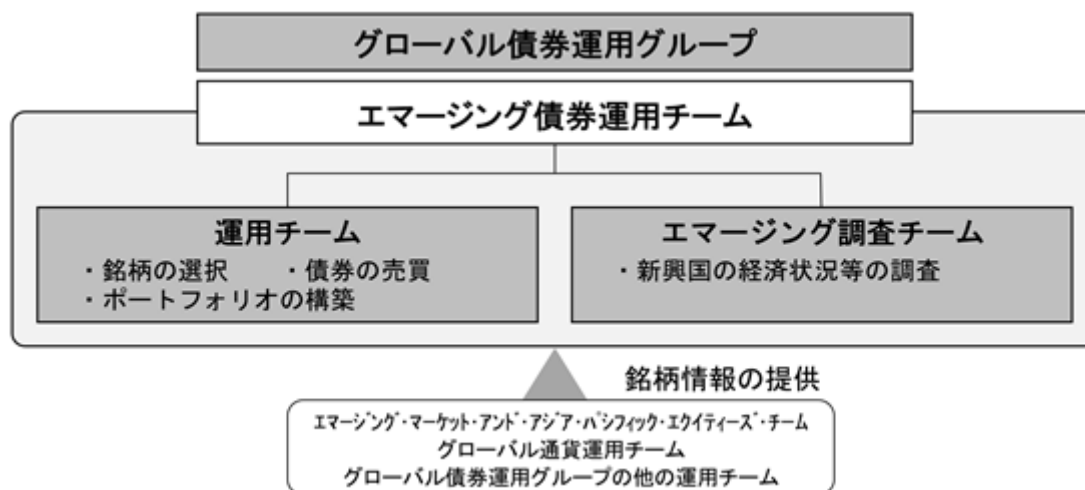 グローバル債券運用グループ
エマージング債券運用チーム
運用チーム
・銘柄の選択 ・債券の売買
・ポートフォリオの構築
エマージング調査チーム
・新興国の経済状況等の調査
銘柄情報の提供
エマージング・マーケット・アンド・アジア・パシフィック・エクイティーズ・チーム
グローバル通貨運用チーム
グローバル債券運用グループの他の運用チーム